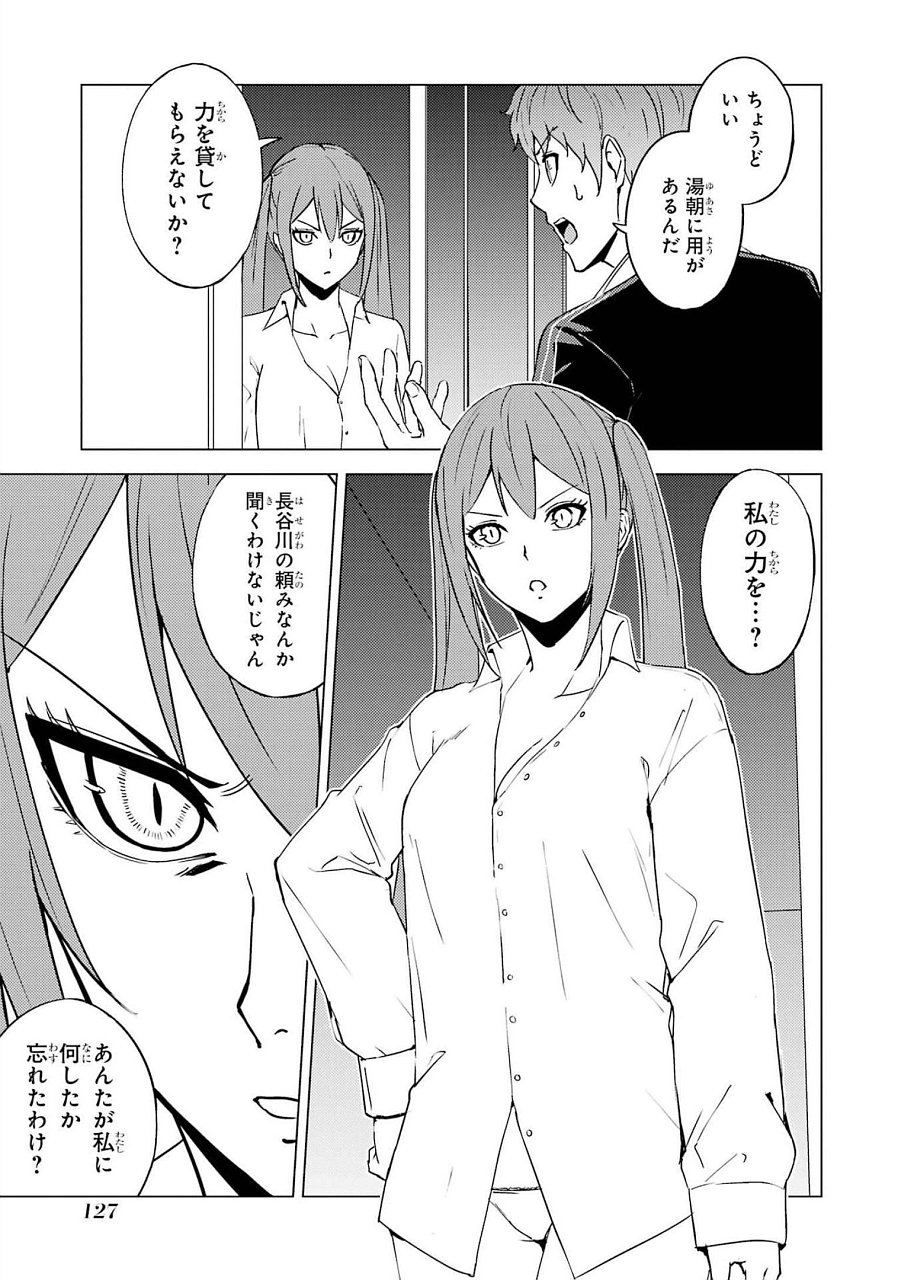 ちょうど
いい
湯朝に用が
あるんだ
力を貸して
もらえないか?
私の力を…?
長谷川の頼みなんか
聞くわけないじゃん
あんたが私に
何したか
忘れたわけ?
127